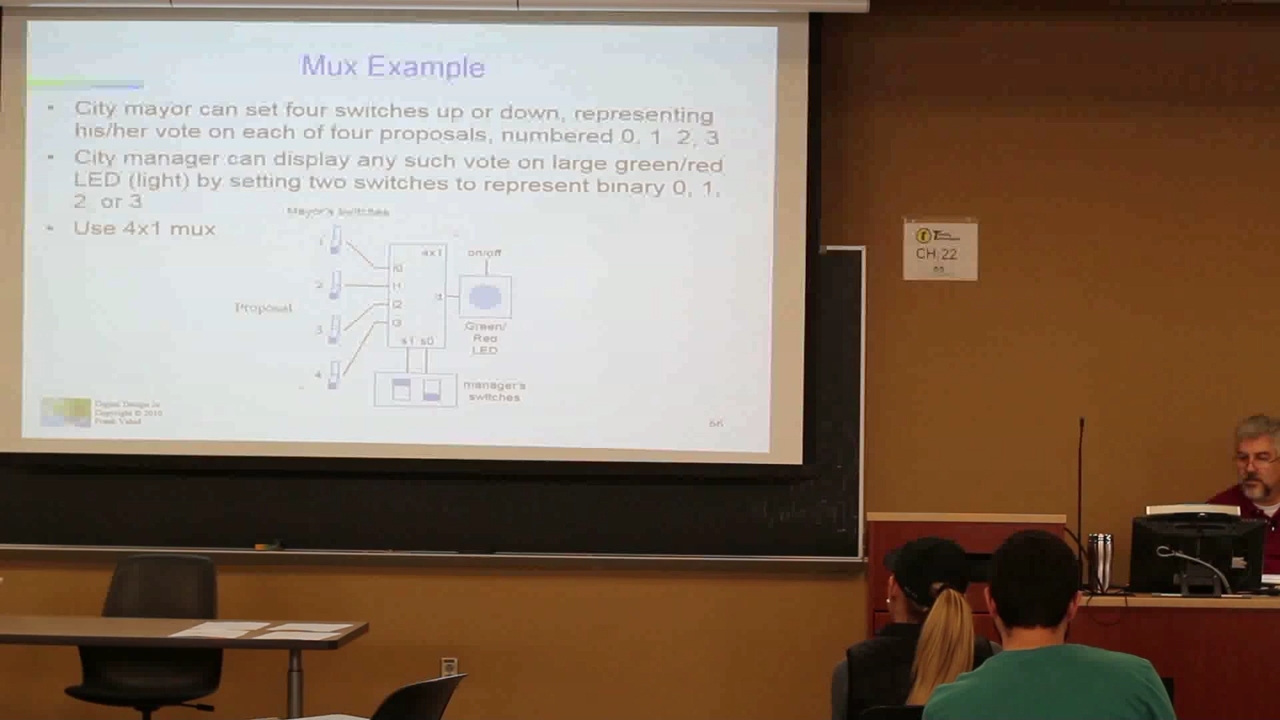 Mux Example
• City mayor can set four switches up or down, representing
his/her vote on each of four proposals, numbered 0, 1 2, 3
• City manager can display any such vote on large green/red
LED (light) by setting two switches to represent binary 0, 1,
2 or 3
• Use 4x1 mux
Mayor's switches
1
2
3
4
Proposal
4x1
i0
i1
i2
i3
d
s1 s0
on/off
Green/
Red
LED
manager's
switches
Digital Design 2e
Copyright © 2010
Frank Vahid
66
CH 22